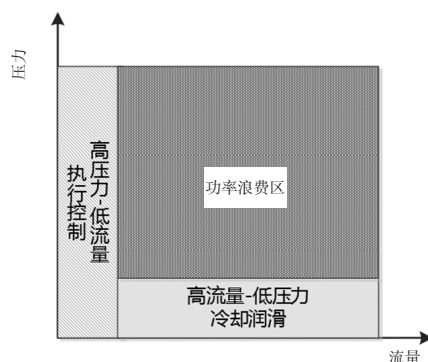 压力
高压力-低流量
执行控制
功率浪费区
高流量-低压力
冷却润滑
流量